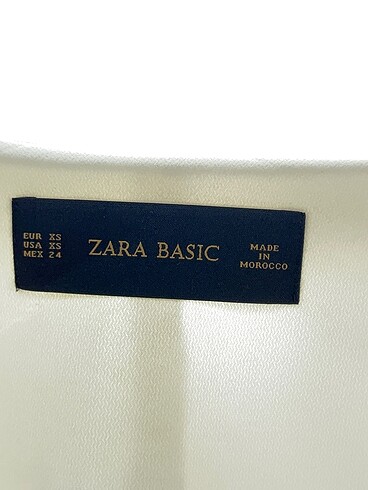 EUR XS
USA XS
MEX 24
ZARA BASIC
MADE
IN
MOROCCO